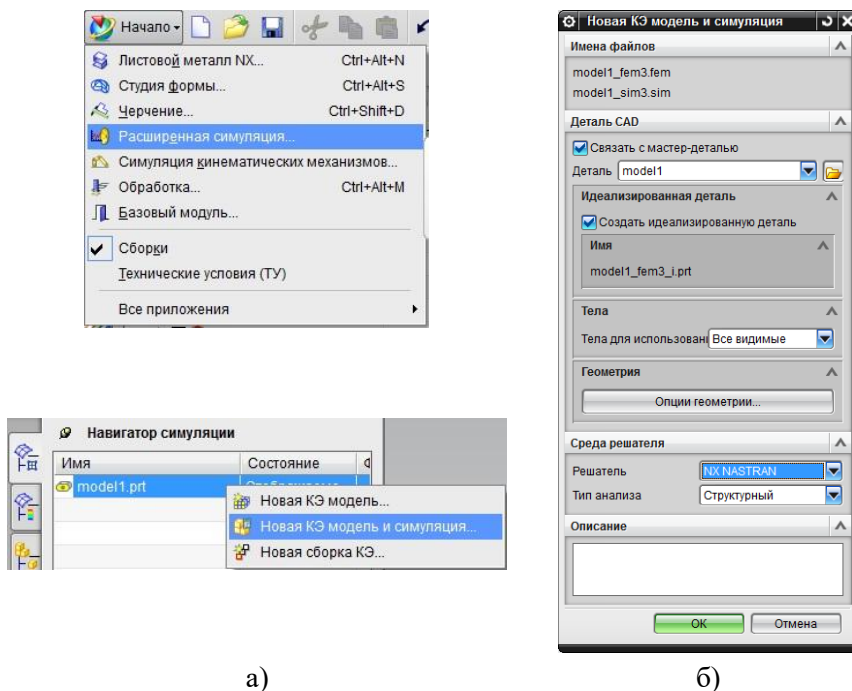 Начало
Листовой металл NX... Ctrl+Alt+N
Студия формы... Ctrl+Alt+S
Черчение... Ctrl+Shift+D
Расширенная симуляция...
Симуляция кинематических механизмов...
Обработка... Ctrl+Alt+M
Базовый модуль...
Сборки
Технические условия (ТУ)
Все приложения
Навигатор симуляции
Имя Состояние
model1.prt
Новая КЭ модель...
Новая КЭ модель и симуляция...
Новая сборка КЭ...
а)
Новая КЭ модель и симуляция
Имена файлов
model1_fem3.fem
model1_sim3.sim
Деталь CAD
Связать с мастер-деталью
Деталь model1
Идеализированная деталь
Создать идеализированную деталь
Имя
model1_fem3_i.prt
Тела
Тела для использован Все видимые
Геометрия
Опции геометрии...
Среда решателя
Решатель NX NASTRAN
Тип анализа Структурный
Описание
ОК Отмена
б)